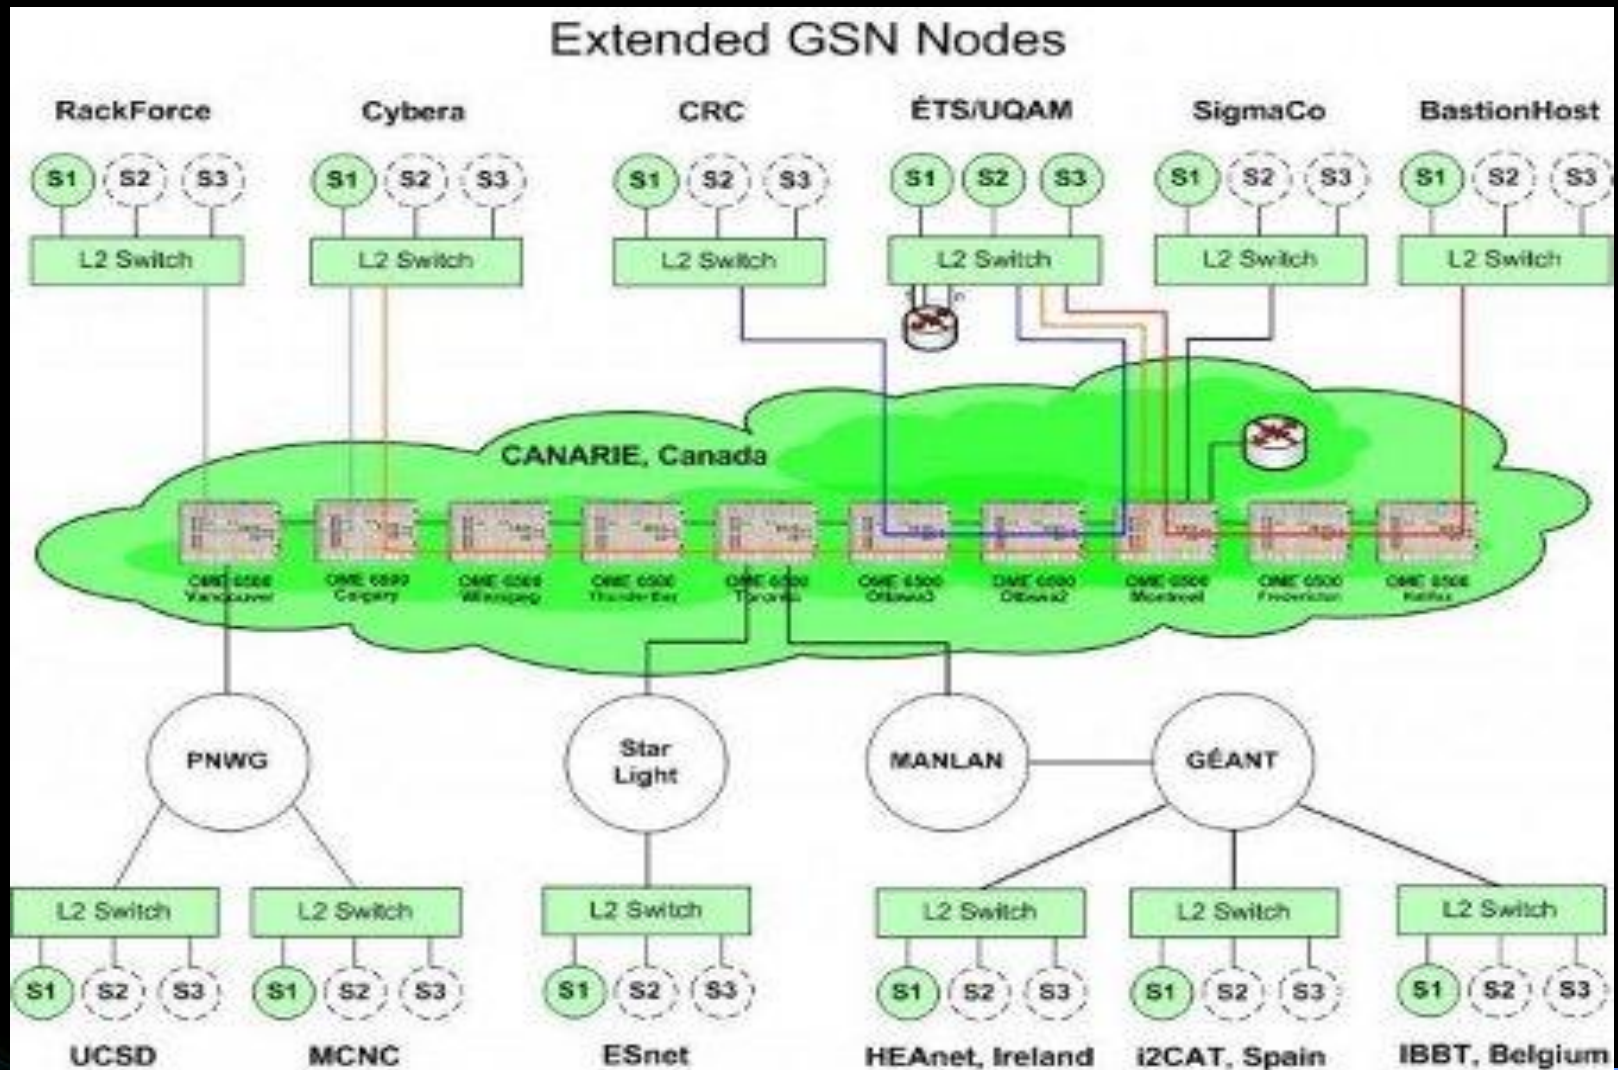 Extended GSN Nodes
RackForce Cybera CRC ÉTS/UQAM SigmaCo BastionHost
S1 S2 S3 S1 S2 S3 S1 S2 S3 S1 S2 S3 S1 S2 S3 S1 S2 S3
L2 Switch L2 Switch L2 Switch L2 Switch L2 Switch L2 Switch
CANARIE, Canada
OME 6500 OME 6500 OME 6500 OME 6500 OME 6500 OME 6500 OME 6500 OME 6500 OME 6500 OME 6500
Vancouver Calgary Winnipeg Toronto Ottawa2 Montreal Fredericton Halifax
PNWG
Star
Light
MANLAN GÉANT
L2 Switch L2 Switch L2 Switch L2 Switch L2 Switch L2 Switch
S1 S2 S3 S1 S2 S3 S1 S2 S3 S1 S2 S3 S1 S2 S3 S1 S2 S3
UCSD MCNC ESnet HEAnet, Ireland i2CAT, Spain IBBT, Belgium